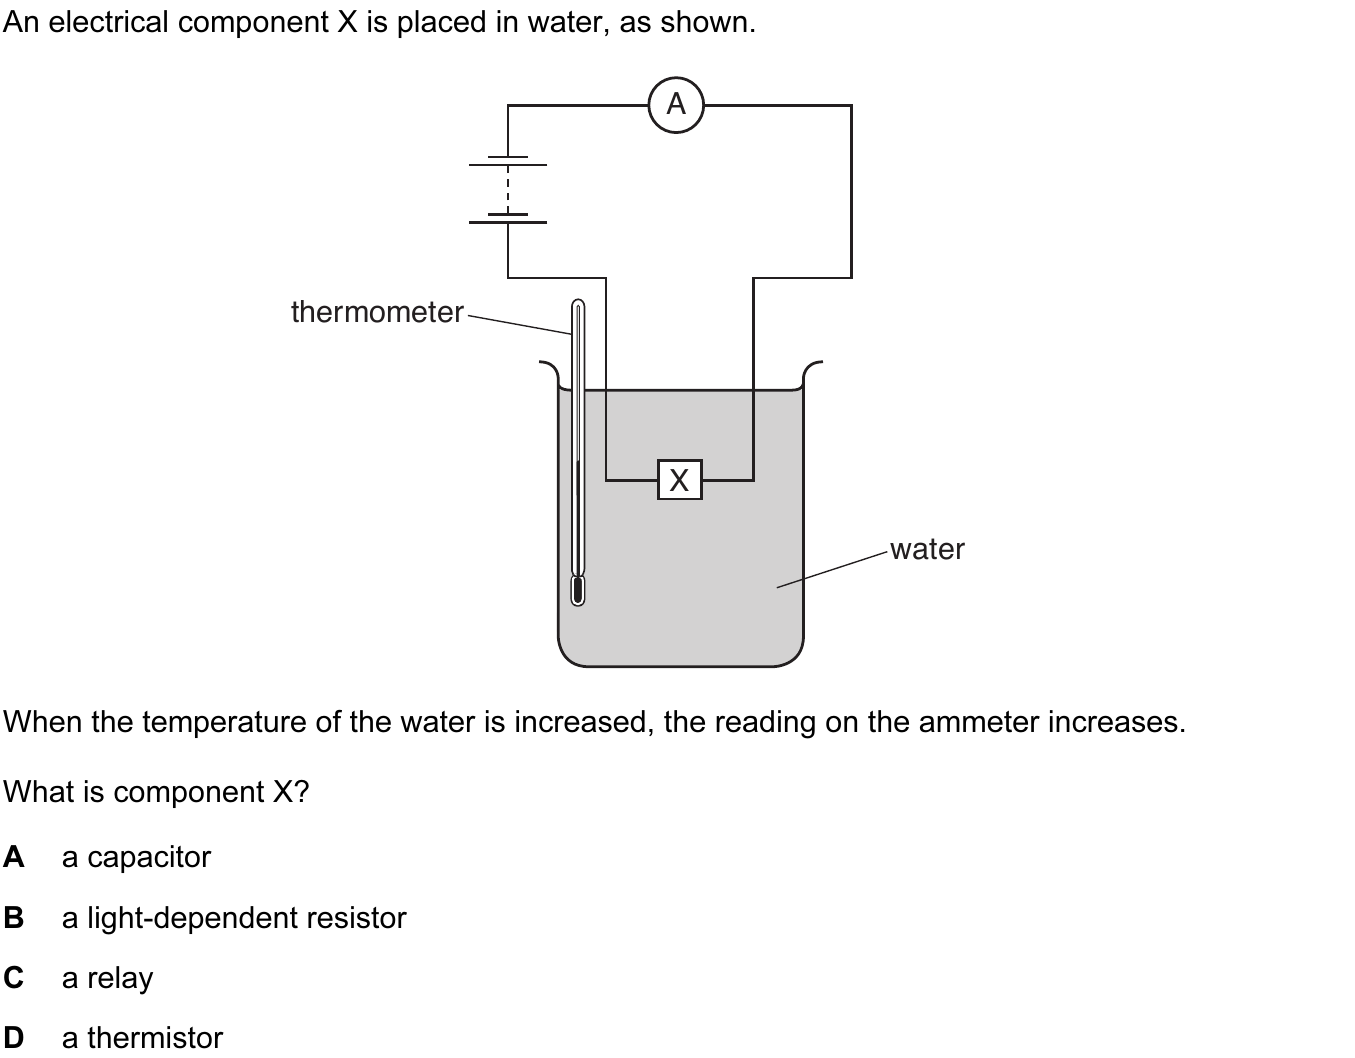 An electrical component X is placed in water, as shown.
A
thermometer
X
water
When the temperature of the water is increased, the reading on the ammeter increases.
What is component X?
A a capacitor
B a light-dependent resistor
C a relay
D a thermistor